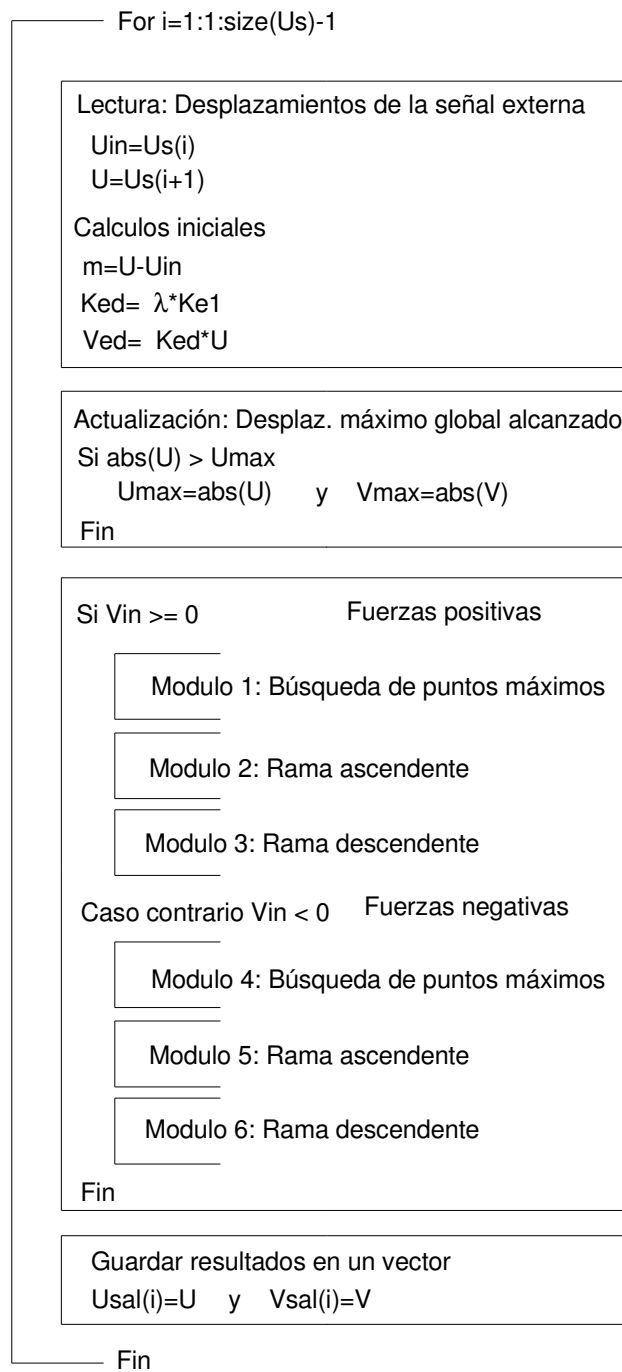 For i=1:1:size(Us)-1
Lectura: Desplazamientos de la señal externa
Uin=Us(i)
U=Us(i+1)
Calculos iniciales
m=U-Uin
Ked= λ*Ke1
Ved= Ked*U
Actualización: Desplaz. máximo global alcanzado
Si abs(U) > Umax
Umax=abs(U) y Vmax=abs(V)
Fin
Si Vin >= 0 Fuerzas positivas
Modulo 1: Búsqueda de puntos máximos
Modulo 2: Rama ascendente
Modulo 3: Rama descendente
Caso contrario Vin < 0 Fuerzas negativas
Modulo 4: Búsqueda de puntos máximos
Modulo 5: Rama ascendente
Modulo 6: Rama descendente
Fin
Guardar resultados en un vector
Usal(i)=U y Vsal(i)=V
Fin